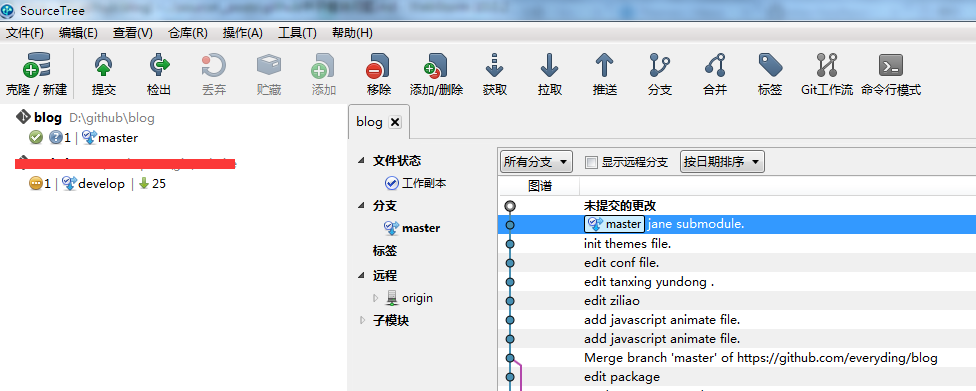 SourceTree
文件(F) 编辑(E) 查看(V) 仓库(R) 操作(A) 工具(T) 帮助(H)
克隆 / 新建 提交 检出 丢弃 贮藏 添加 移除 添加/删除 获取 拉取 推送 分支 合并 标签 Git工作流 命令行模式
blog D:\github\blog
1 | master
1 | develop | 25
blog
文件状态
工作副本
分支
master
标签
远程
origin
子模块
所有分支 显示远程分支 按日期排序
图谱
未提交的更改
master jane submodule.
init themes file.
edit conf file.
edit tanxing yundong .
edit ziliao
add javascript animate file.
add javascript animate file.
Merge branch 'master' of https://github.com/everyding/blog
edit package